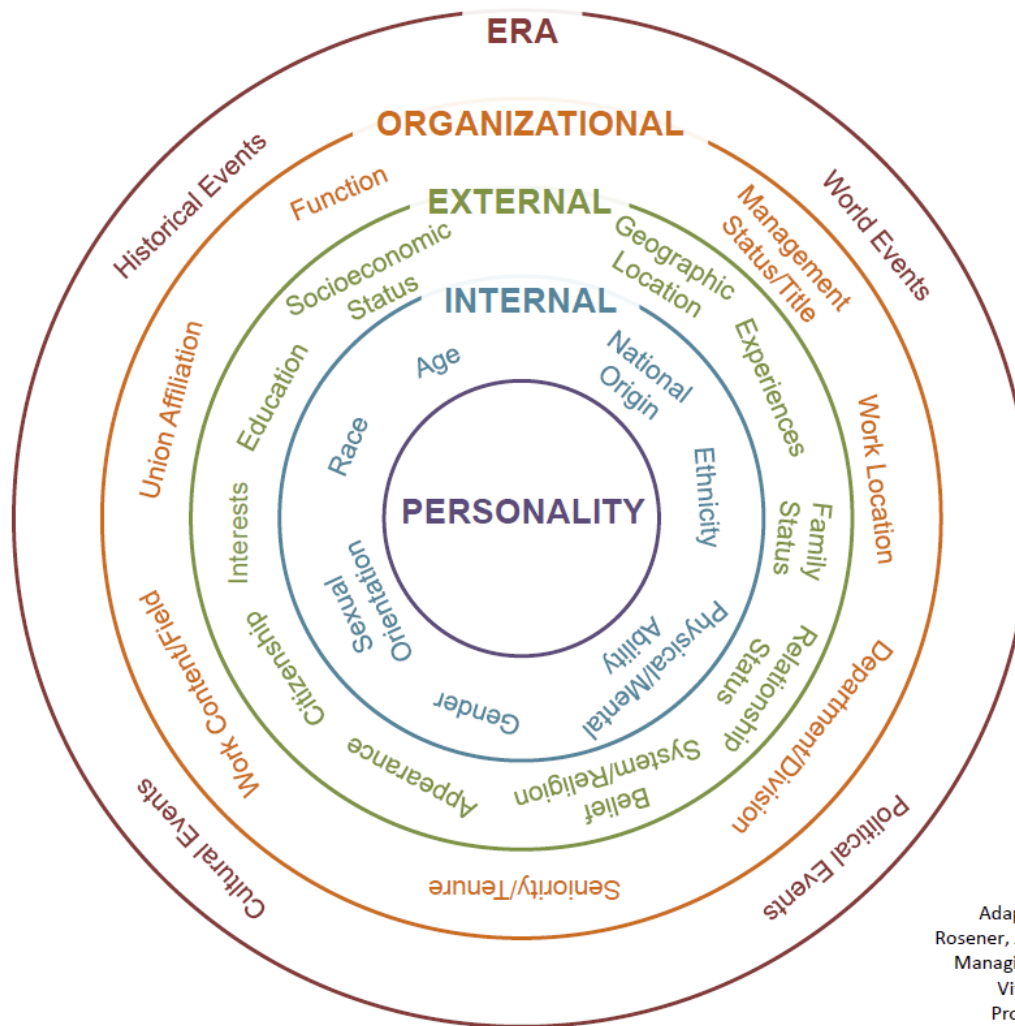 ERA
Historical Events
World Events
Political Events
Cultural Events
ORGANIZATIONAL
Function
Management
Status/Title
Work Location
Department/Division
Seniority/Tenure
Work Content/Field
Union Affiliation
EXTERNAL
Socioeconomic
Status
Geographic
Location
Experiences
Family
Status
Relationship
Status
Belief
System/Religion
Appearance
Citizenship
Interests
Education
INTERNAL
Age
National
Origin
Ethnicity
Physical/Mental
Ability
Gender
Sexual
Orientation
Race
PERSONALITY
Rosener,